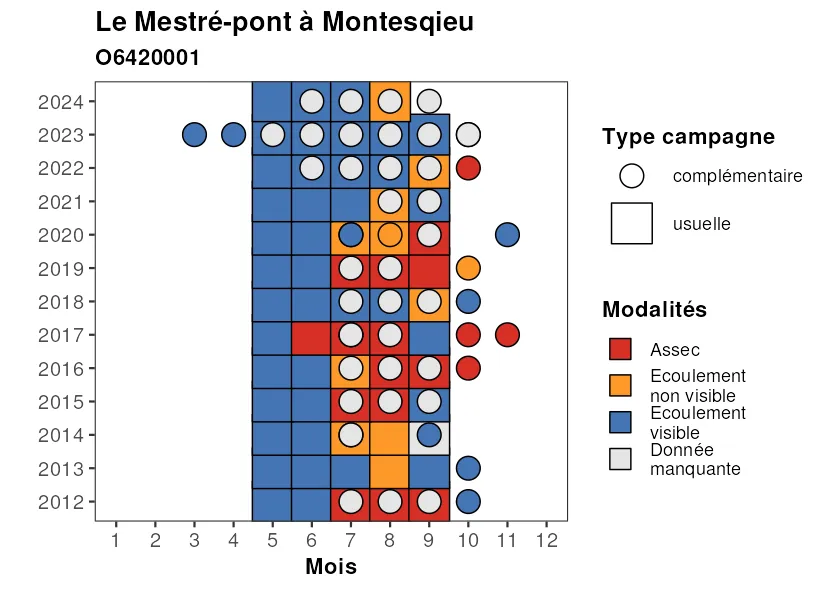 Le Mestré-pont à Montesqieu
O6420001
2024
2023
2022
2021
2020
2019
2018
2017
2016
2015
2014
2013
2012
1 2 3 4 5 6 7 8 9 10 11 12
Mois
Type campagne
complémentaire
usuelle
Modalités
Assec
Ecoulement
non visible
Ecoulement
visible
Donnée
manquante